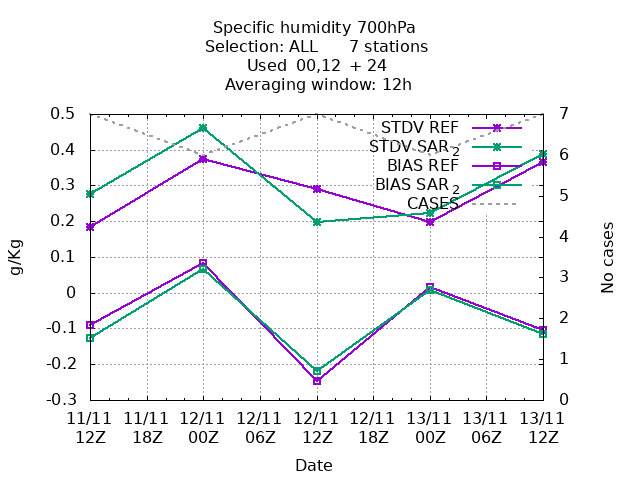 Specific humidity 700hPa
Selection: ALL 7 stations
Used 00,12 + 24
Averaging window: 12h
STDV REF
STDV SAR2
BIAS REF
BIAS SAR2
CASES
0.5
0.4
0.3
0.2
0.1
0
-0.1
-0.2
-0.3
g/Kg
7
6
5
4
3
2
1
0
No cases
11/11 11/11 12/11 12/11 12/11 12/11 13/11 13/11 13/11
12Z 18Z 00Z 06Z 12Z 18Z 00Z 06Z 12Z
Date